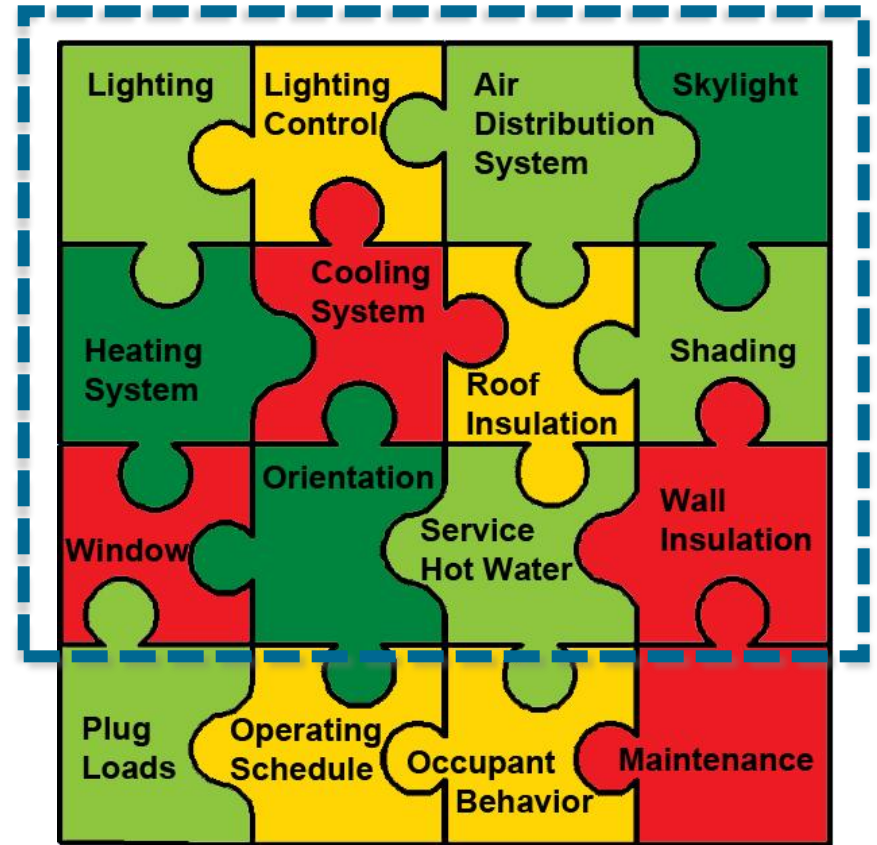 Lighting
Lighting
Control
Air
Distribution
System
Skylight
Heating
System
Cooling
System
Roof
Insulation
Shading
Window
Orientation
Service
Hot Water
Wall
Insulation
Plug
Loads
Operating
Schedule
Occupant
Behavior
Maintenance